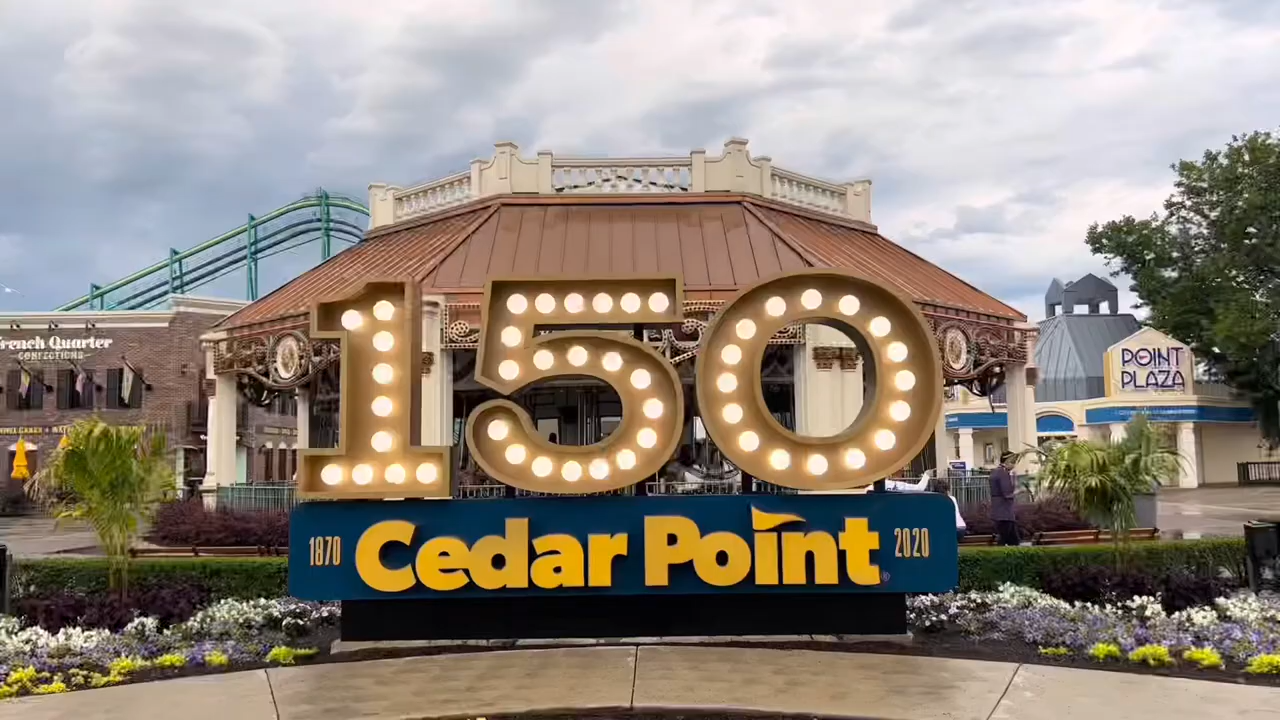 150
1870 Cedar Point 2020
French Quarter
CONFECTIONS
POINT
PLAZA